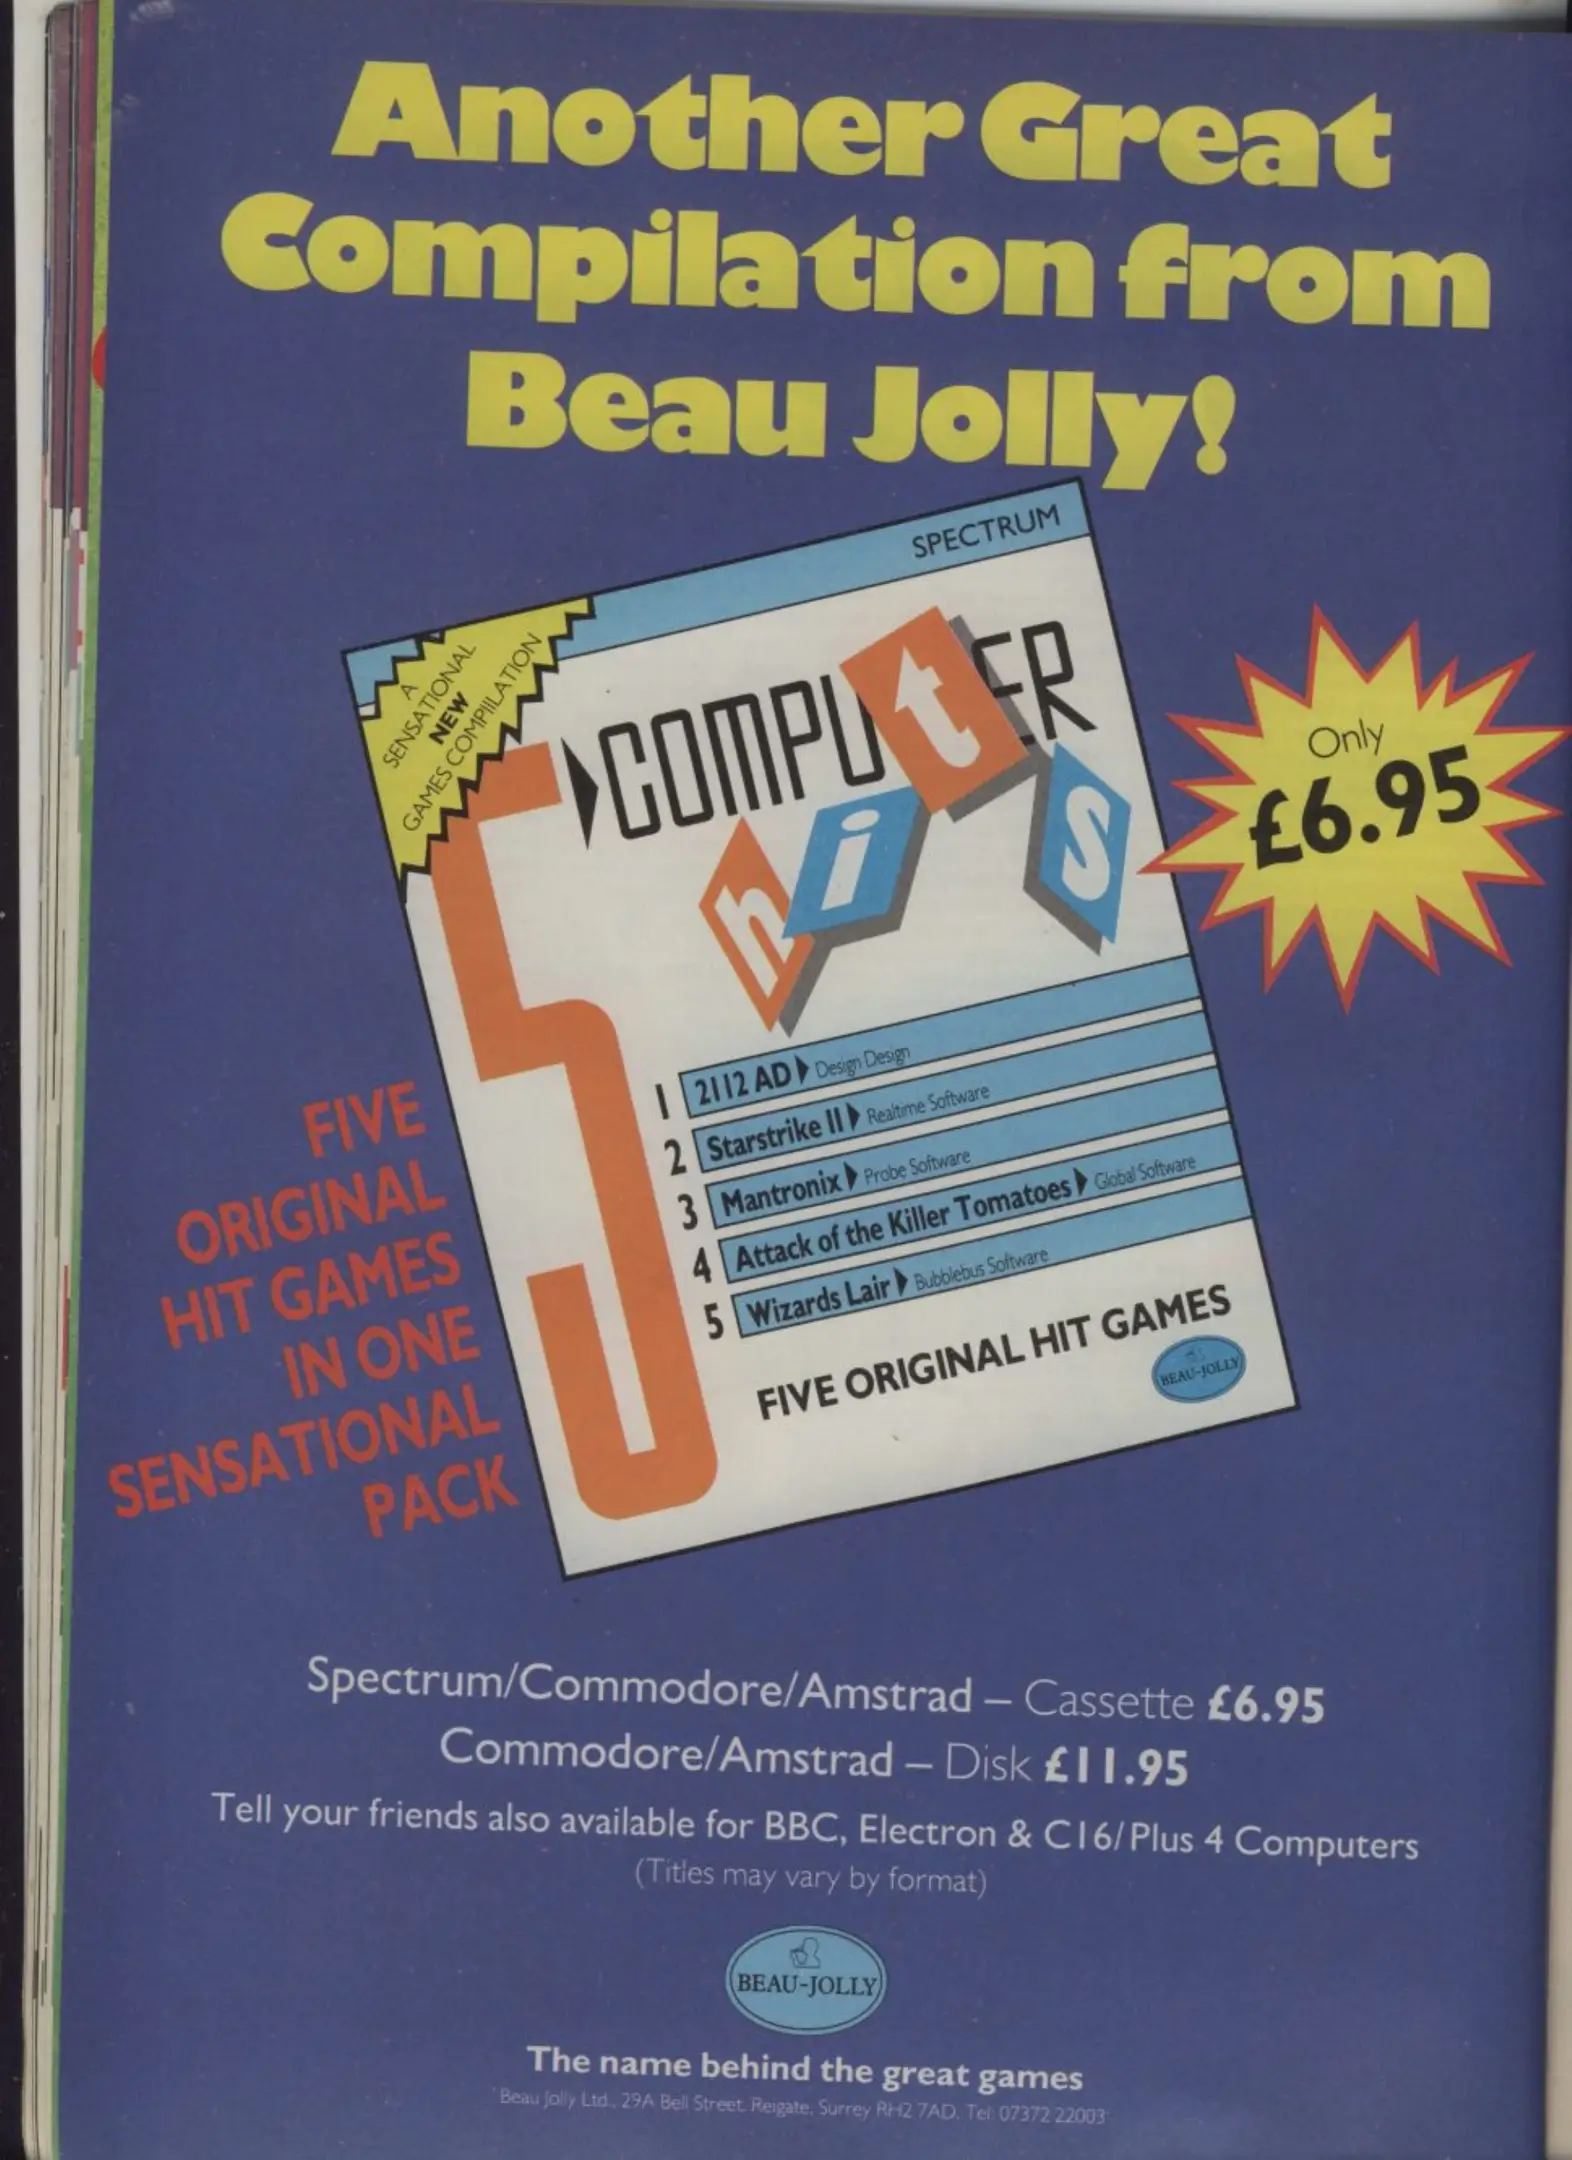 Another Great
Compilation from
Beau Jolly!
SPECTRUM
A
SENSATIONAL
NEW
GAMES COMPIILATION
COMPUtER
hits
5
Only
£6.95
1 2112 AD Design Design
2 Starstrike II Realtime Software
3 Mantronix Probe Software
4 Attack of the Killer Tomatoes Global Software
5 Wizards Lair Bubblebus Software
FIVE ORIGINAL HIT GAMES
BEAU-JOLLY
FIVE
ORIGINAL
HIT GAMES
IN ONE
SENSATIONAL
PACK
Spectrum/Commodore/Amstrad – Cassette £6.95
Commodore/Amstrad – Disk £11.95
Tell your friends also available for BBC, Electron & C16/Plus 4 Computers
(Titles may vary by format)
BEAU-JOLLY
The name behind the great games
Beau Jolly Ltd., 29A Bell Street, Reigate, Surrey RH2 7AD. Tel: 07372 22003